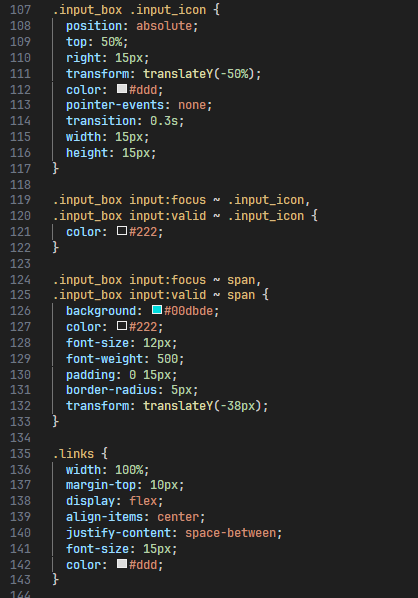 107 .input_box .input_icon {
108 position: absolute;
109 top: 50%;
110 right: 15px;
111 transform: translateY(-50%);
112 color: #ddd;
113 pointer-events: none;
114 transition: 0.3s;
115 width: 15px;
116 height: 15px;
117 }
118
119 .input_box input:focus ~ .input_icon,
120 .input_box input:valid ~ .input_icon {
121 color: #222;
122 }
123
124 .input_box input:focus ~ span,
125 .input_box input:valid ~ span {
126 background: #00dbde;
127 color: #222;
128 font-size: 12px;
129 font-weight: 500;
130 padding: 0 15px;
131 border-radius: 5px;
132 transform: translateY(-38px);
133 }
134
135 .links {
136 width: 100%;
137 margin-top: 10px;
138 display: flex;
139 align-items: center;
140 justify-content: space-between;
141 font-size: 15px;
142 color: #ddd;
143 }
144